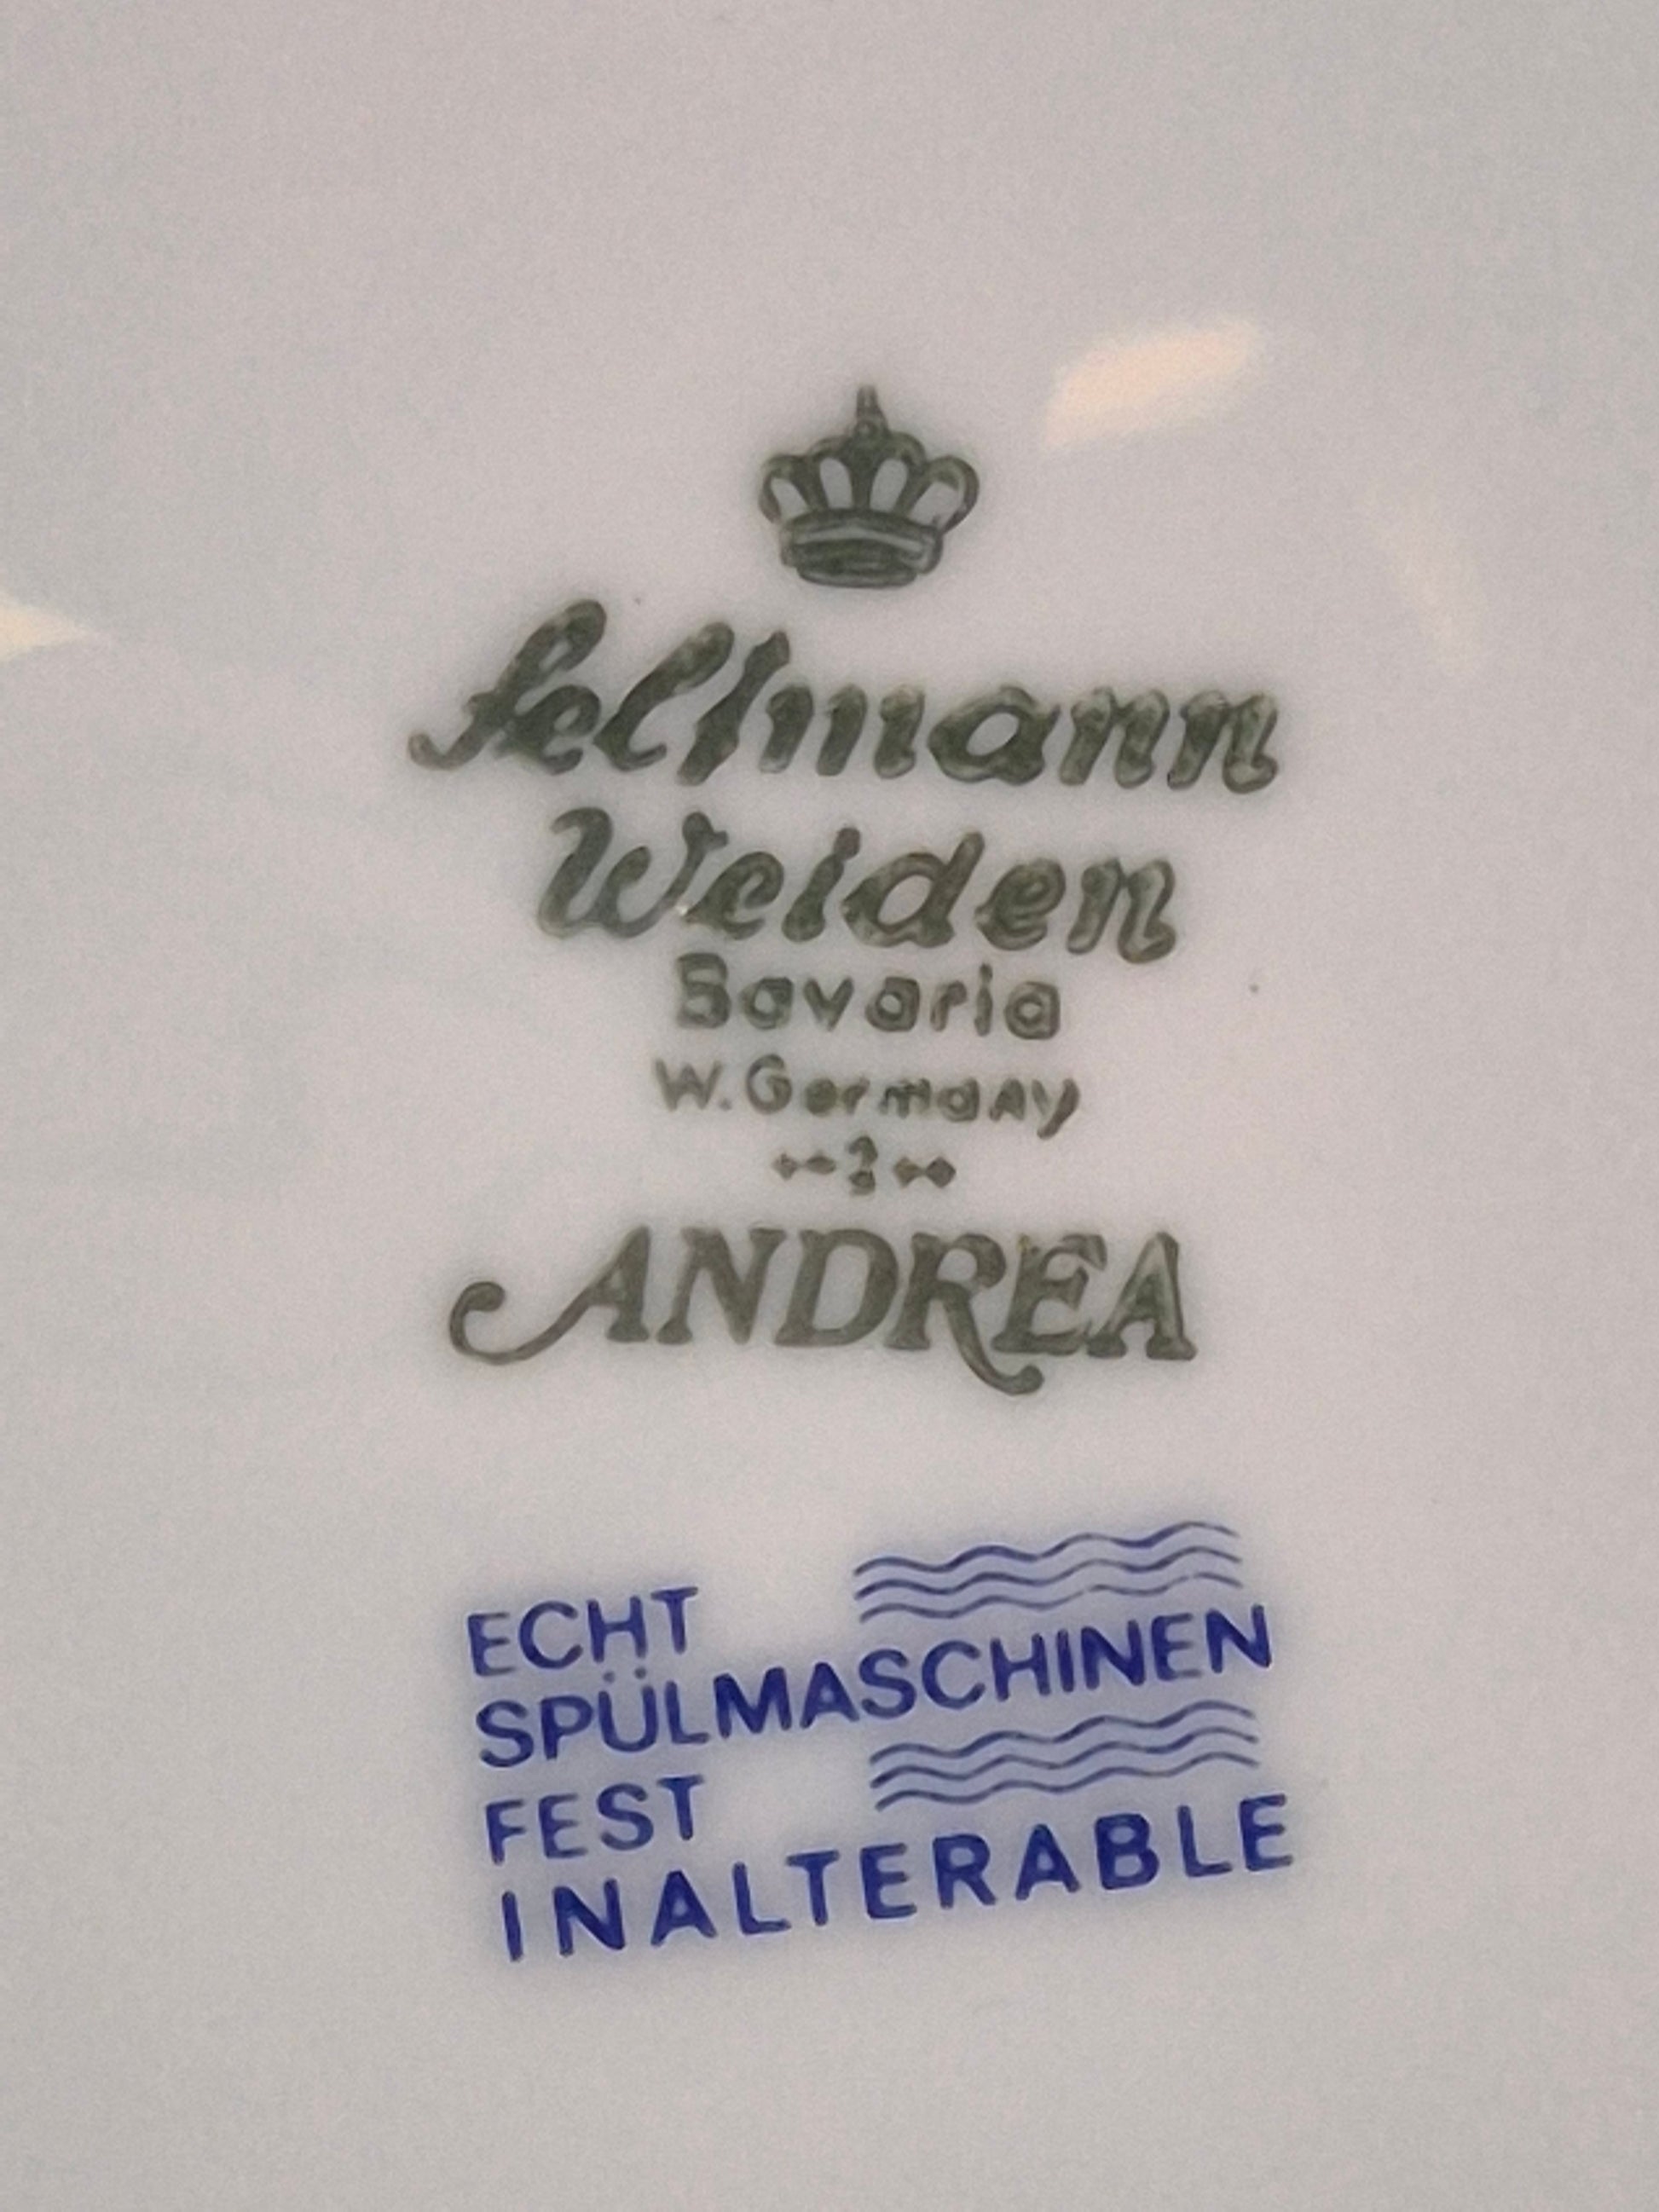 Seltmann
Weiden
Bavaria
W.Germany
ANDREA
ECHT
SPÜLMASCHINEN
FEST
INALTERABLE